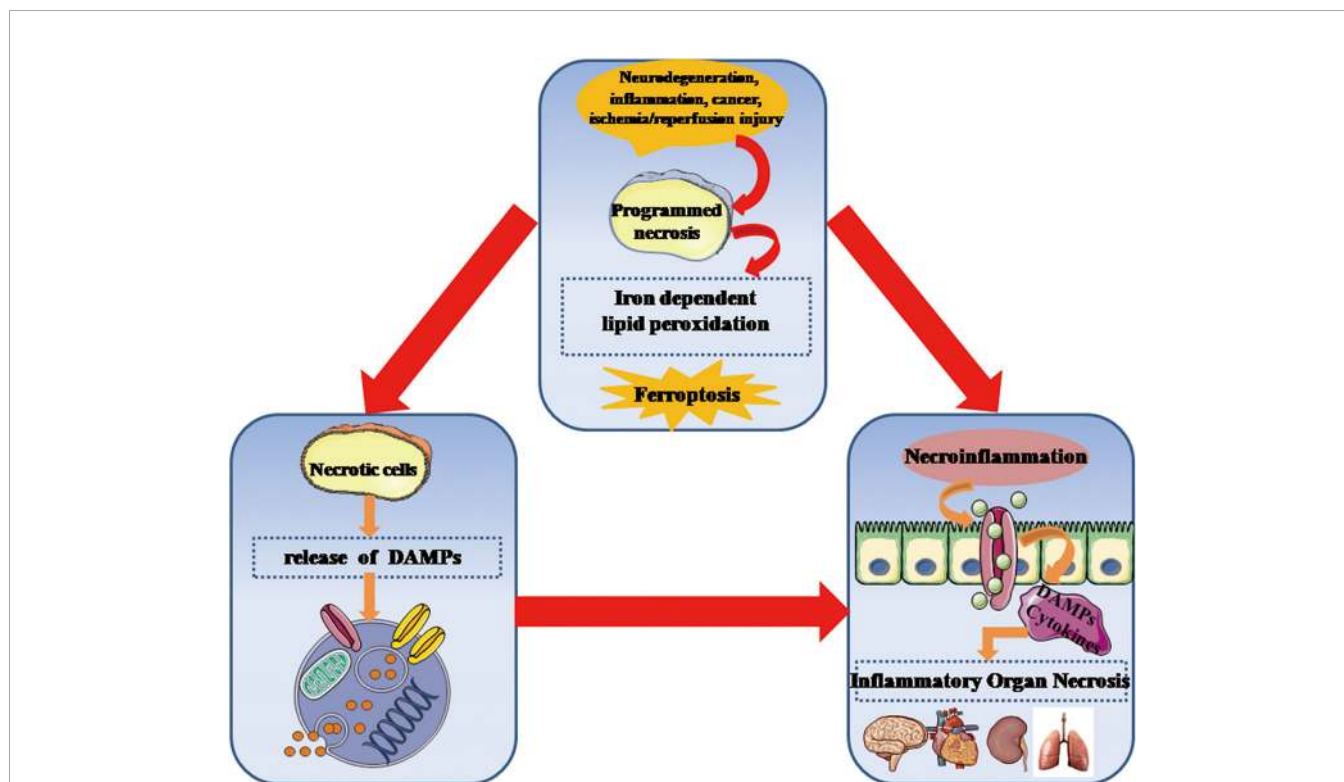 Neurodegeneration,
inflammation, cancer,
ischemia/reperfusion injury
Programmed
necrosis
Iron dependent
lipid peroxidation
Ferroptosis
Necrotic cells
release of DAMPs
Necroinflammation
DAMPs
Cytokines
Inflammatory Organ Necrosis